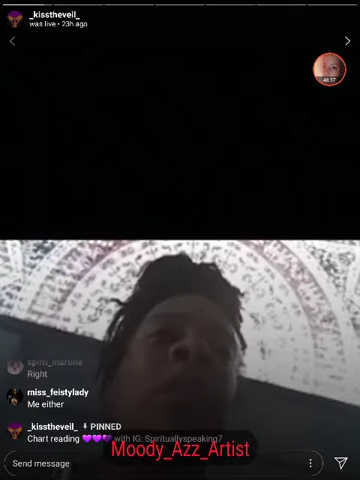 _kisstheveil_
was live • 23h ago
spirit_martina
Right
miss_feistylady
Me either
_kisstheveil_ PINNED
Chart reading 💜💜💜 with IG: Spirituallyspeaking7
Moody_Azz_Artist
Send message